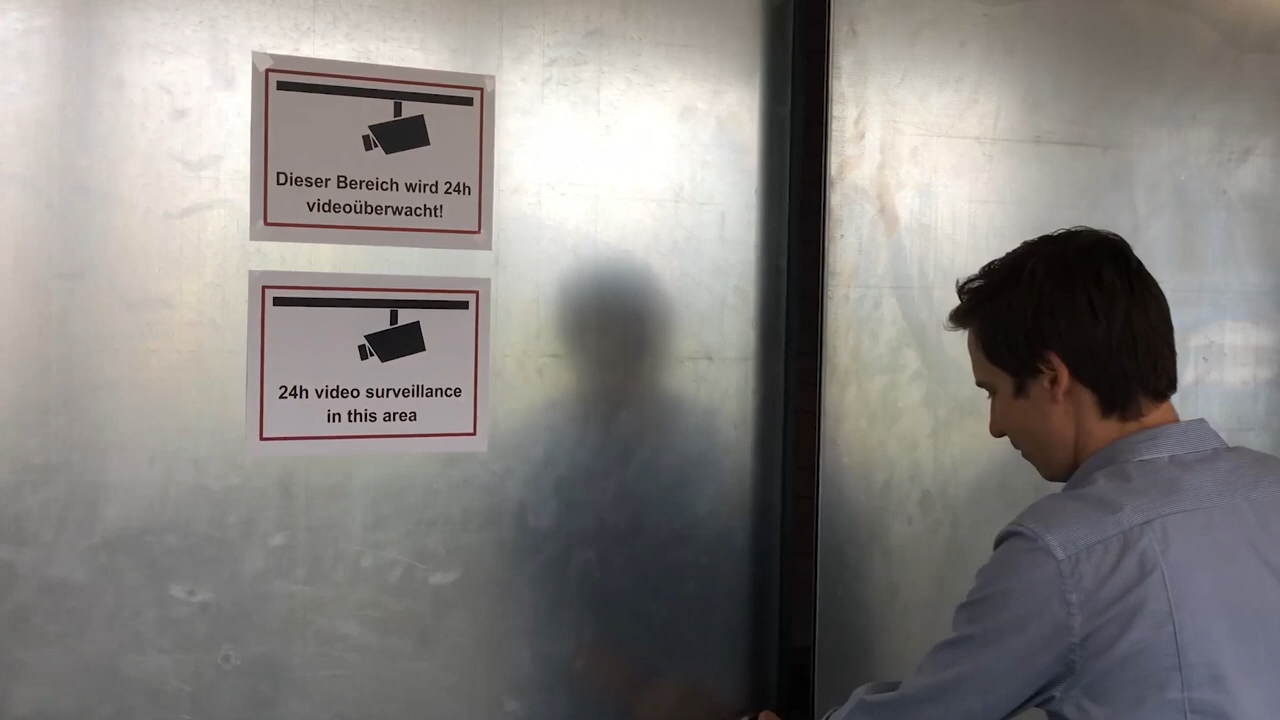 Dieser Bereich wird 24h
videoüberwacht!
24h video surveillance
in this area